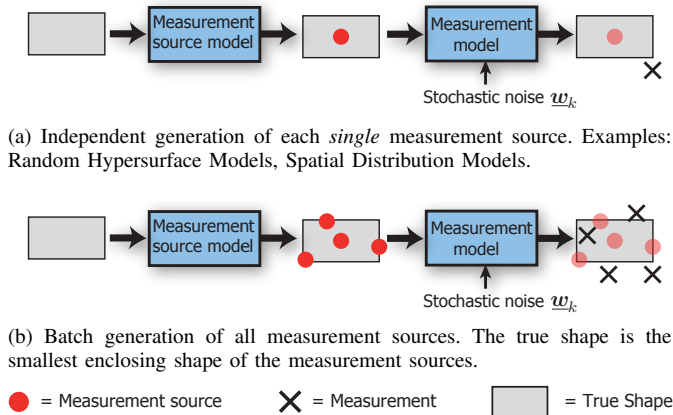 Measurement
source model
Measurement
model
Stochastic noise w_k
(a) Independent generation of each single measurement source. Examples:
Random Hypersurface Models, Spatial Distribution Models.
Measurement
source model
Measurement
model
Stochastic noise w_k
(b) Batch generation of all measurement sources. The true shape is the
smallest enclosing shape of the measurement sources.
= Measurement source
= Measurement
= True Shape